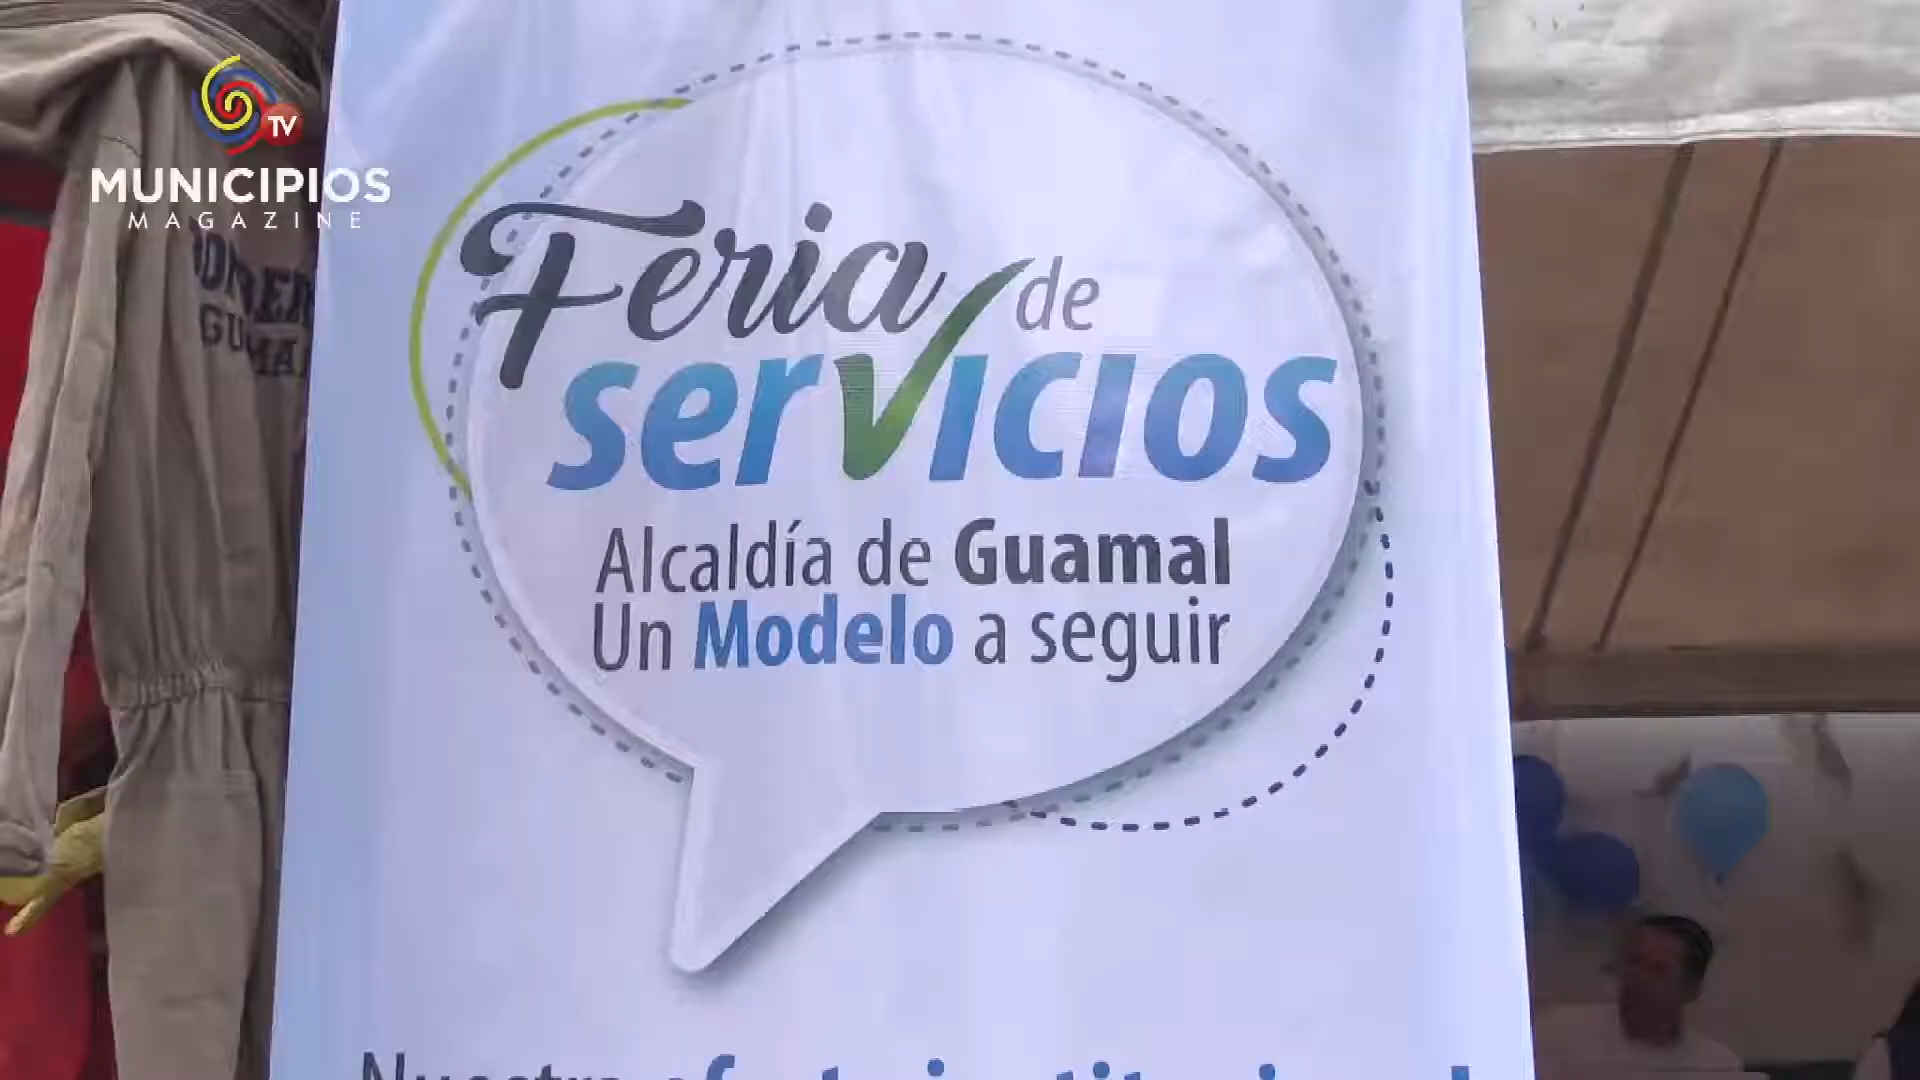 TV
MUNICIPIOS
MAGAZINE
Feria de
servicios
Alcaldía de Guamal
Un Modelo a seguir